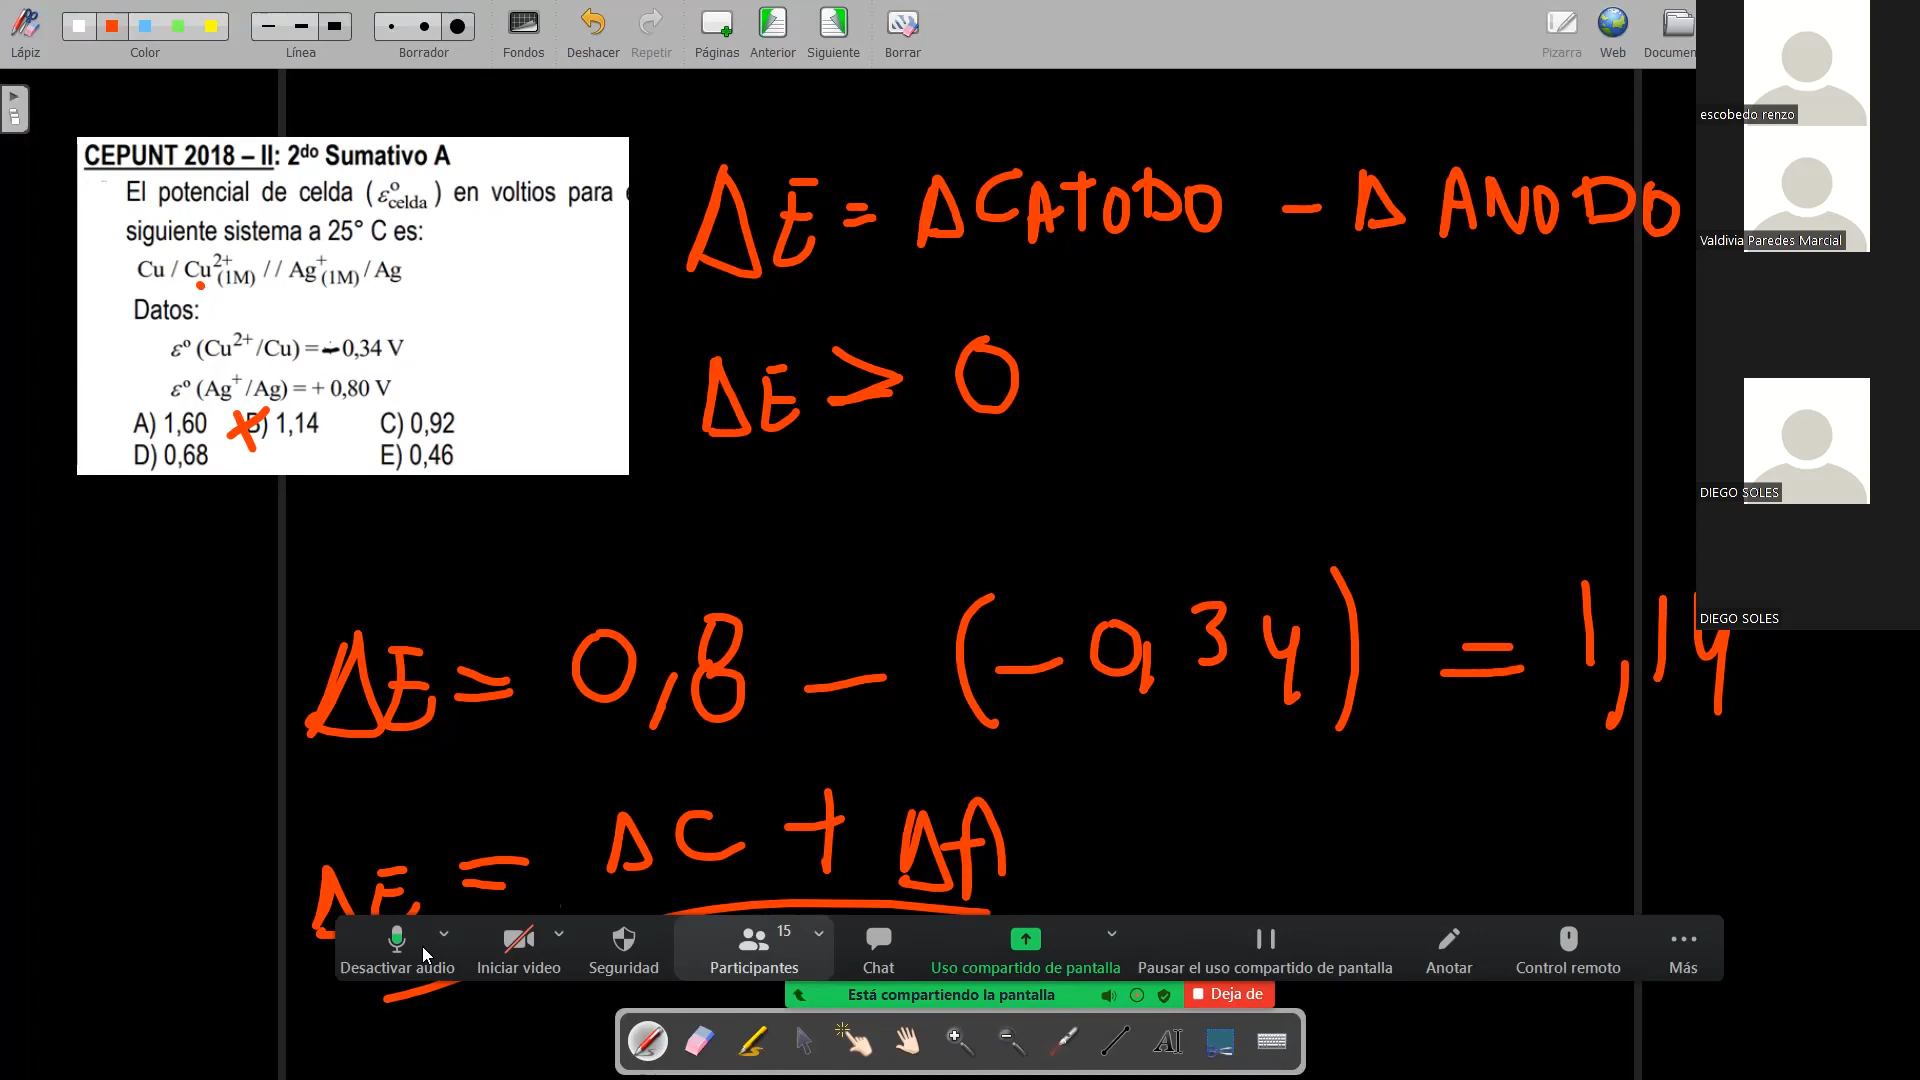 Lápiz
Color
Línea
Borrador
Fondos
Deshacer
Repetir
Páginas
Anterior
Siguiente
Borrar
Pizarra
Web
Documen
CEPUNT 2018 – II: 2do Sumativo A
El potencial de celda (ε°celda) en voltios para e
siguiente sistema a 25° C es:
Cu / Cu2+(1M) // Ag+(1M) / Ag
Datos:
ε° (Cu2+/Cu) = - 0,34 V
ε° (Ag+/Ag) = + 0,80 V
A) 1,60 B) 1,14 C) 0,92
D) 0,68 E) 0,46
ΔE = Δ CATODO - Δ ANODO
ΔE > 0
ΔE = 0,8 - (-0,34) = 1,14
ΔE = ΔC + ΔA
escobedo renzo
Valdivia Paredes Marcial
DIEGO SOLES
DIEGO SOLES
Desactivar audio
Iniciar video
Seguridad
15
Participantes
Chat
Uso compartido de pantalla
Pausar el uso compartido de pantalla
Anotar
Control remoto
Más
Está compartiendo la pantalla
Deja de